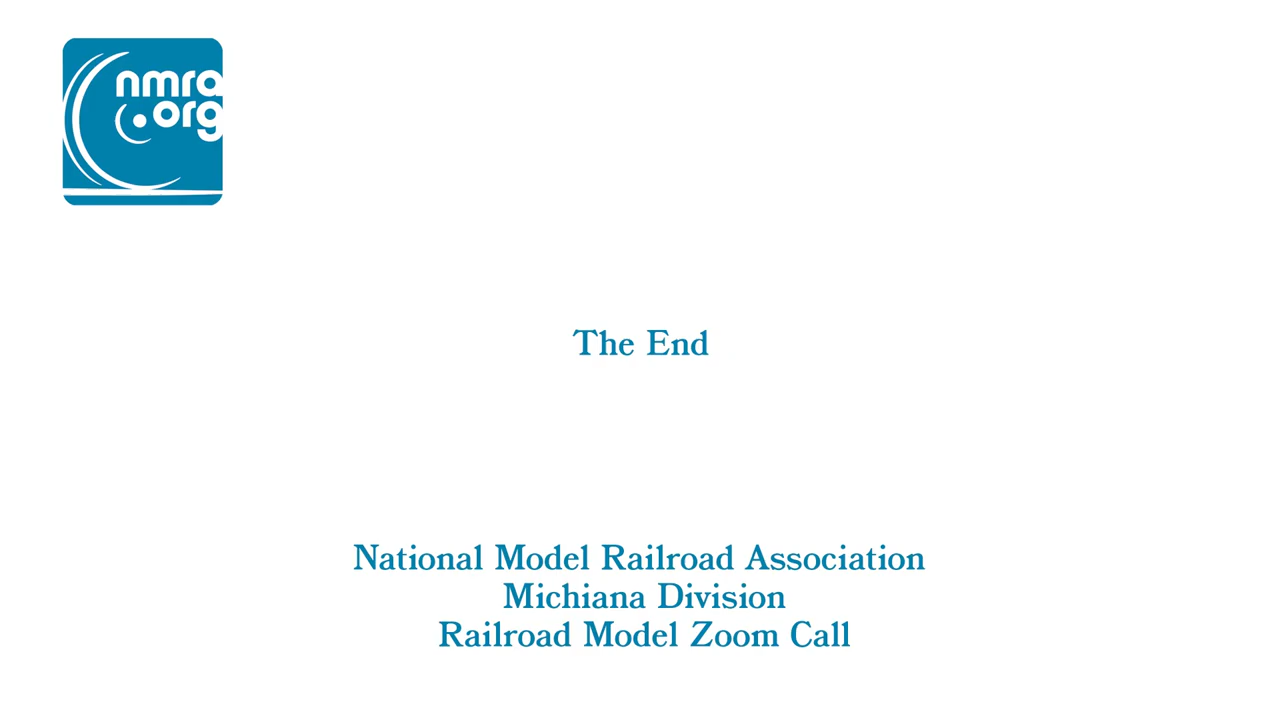 nmra
.org
The End
National Model Railroad Association
Michiana Division
Railroad Model Zoom Call